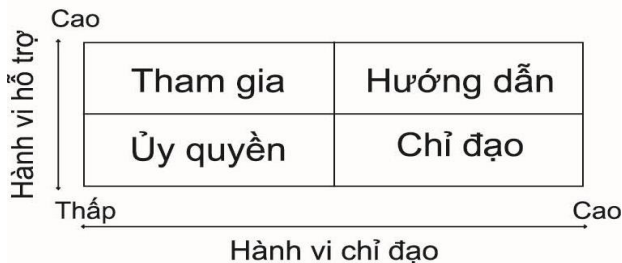 Cao
Hành vi hỗ trợ
Tham gia
Hướng dẫn
Ủy quyền
Chỉ đạo
Thấp
Cao
Hành vi chỉ đạo